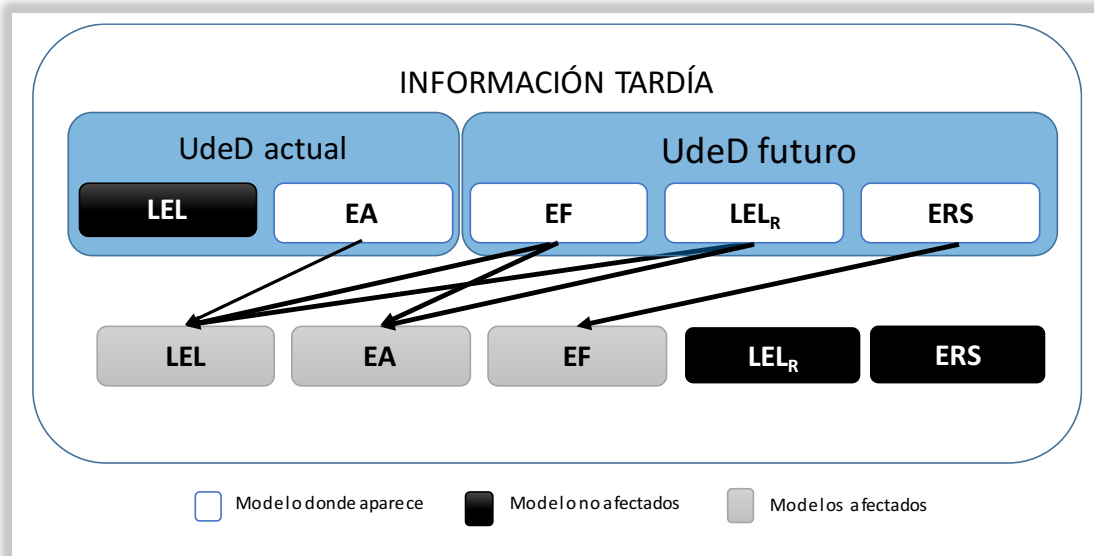 INFORMACIÓN TARDÍA
UdeD actual UdeD futuro
LEL EA EF LELR ERS
LEL EA EF LELR ERS
Modelo donde aparece Modelo no afectados Modelos afectados